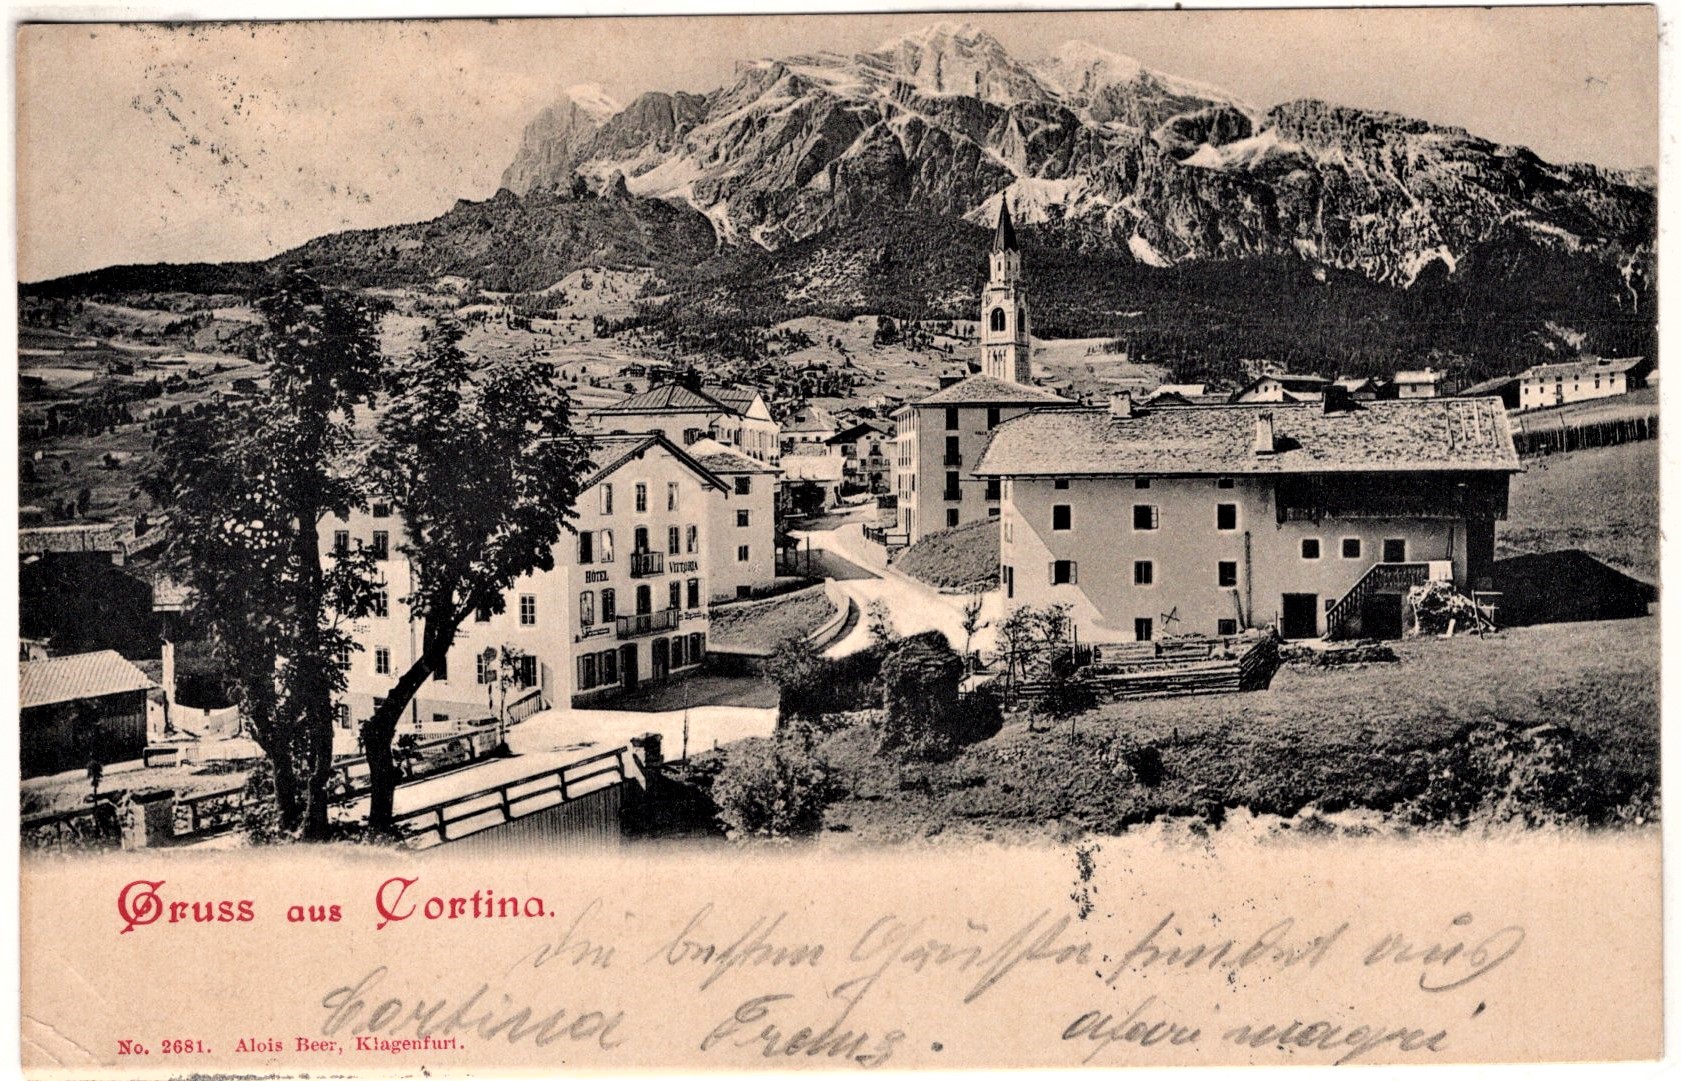 HÔTEL VITTORIA
Gruss aus Cortina.
die besten Grüsse sendet aus
Cortina Franz.
No. 2681. Alois Beer, Klagenfurt.